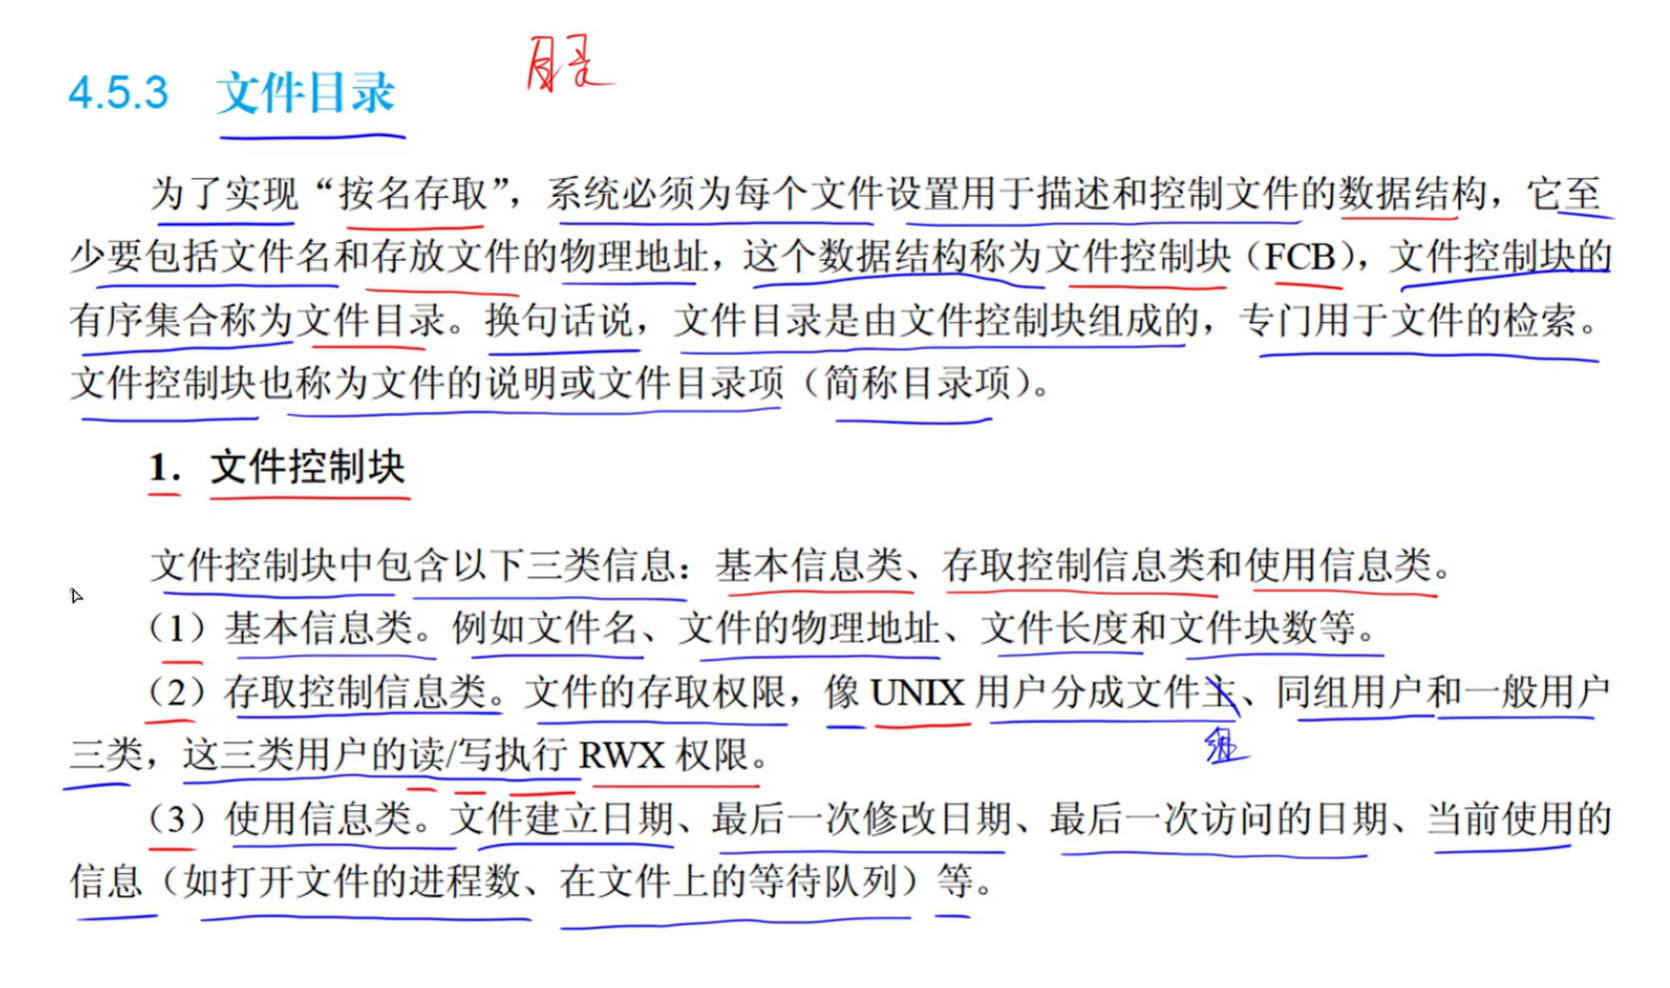 目录
4.5.3 文件目录
为了实现“按名存取”，系统必须为每个文件设置用于描述和控制文件的数据结构，它至
少要包括文件名和存放文件的物理地址，这个数据结构称为文件控制块（FCB），文件控制块的
有序集合称为文件目录。换句话说，文件目录是由文件控制块组成的，专门用于文件的检索。
文件控制块也称为文件的说明或文件目录项（简称目录项）。
1. 文件控制块
文件控制块中包含以下三类信息：基本信息类、存取控制信息类和使用信息类。
（1）基本信息类。例如文件名、文件的物理地址、文件长度和文件块数等。
（2）存取控制信息类。文件的存取权限，像 UNIX 用户分成文件主、同组用户和一般用户
组
三类，这三类用户的读/写执行 RWX 权限。
（3）使用信息类。文件建立日期、最后一次修改日期、最后一次访问的日期、当前使用的
信息（如打开文件的进程数、在文件上的等待队列）等。